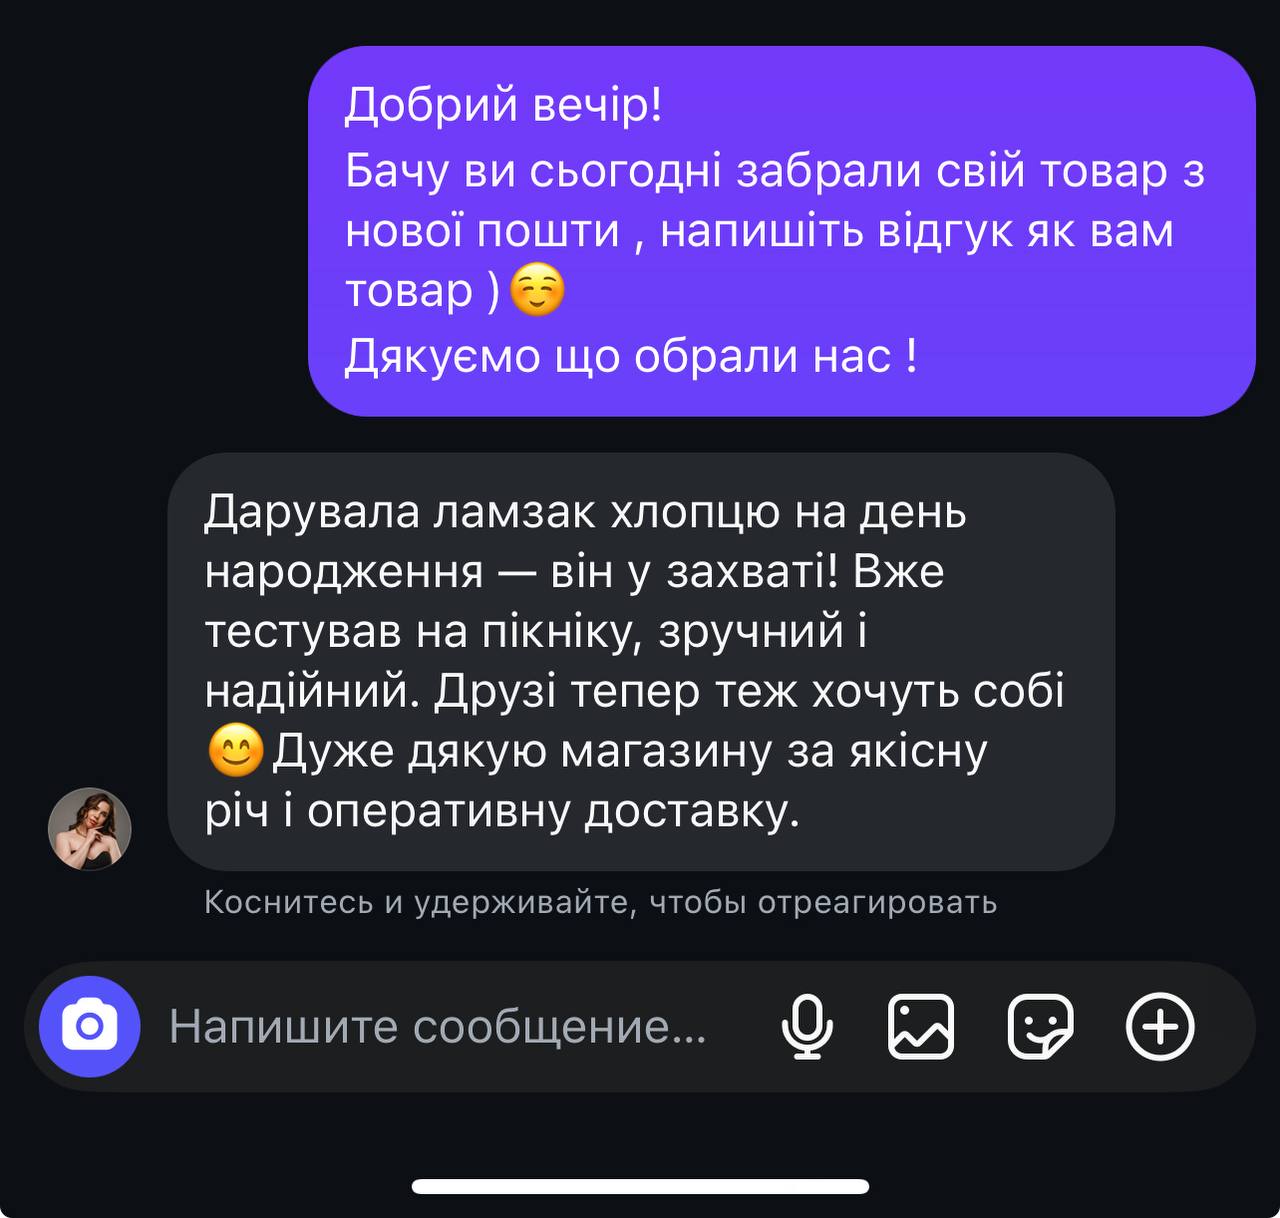 Добрий вечір!
Бачу ви сьогодні забрали свій товар з
нової пошти , напишіть відгук як вам
товар )☺️
Дякуємо що обрали нас !
Дарувала ламзак хлопцю на день
народження — він у захваті! Вже
тестував на пікніку, зручний і
надійний. Друзі тепер теж хочуть собі
😊Дуже дякую магазину за якісну
річ і оперативну доставку.
Коснитесь и удерживайте, чтобы отреагировать
Напишите сообщение...